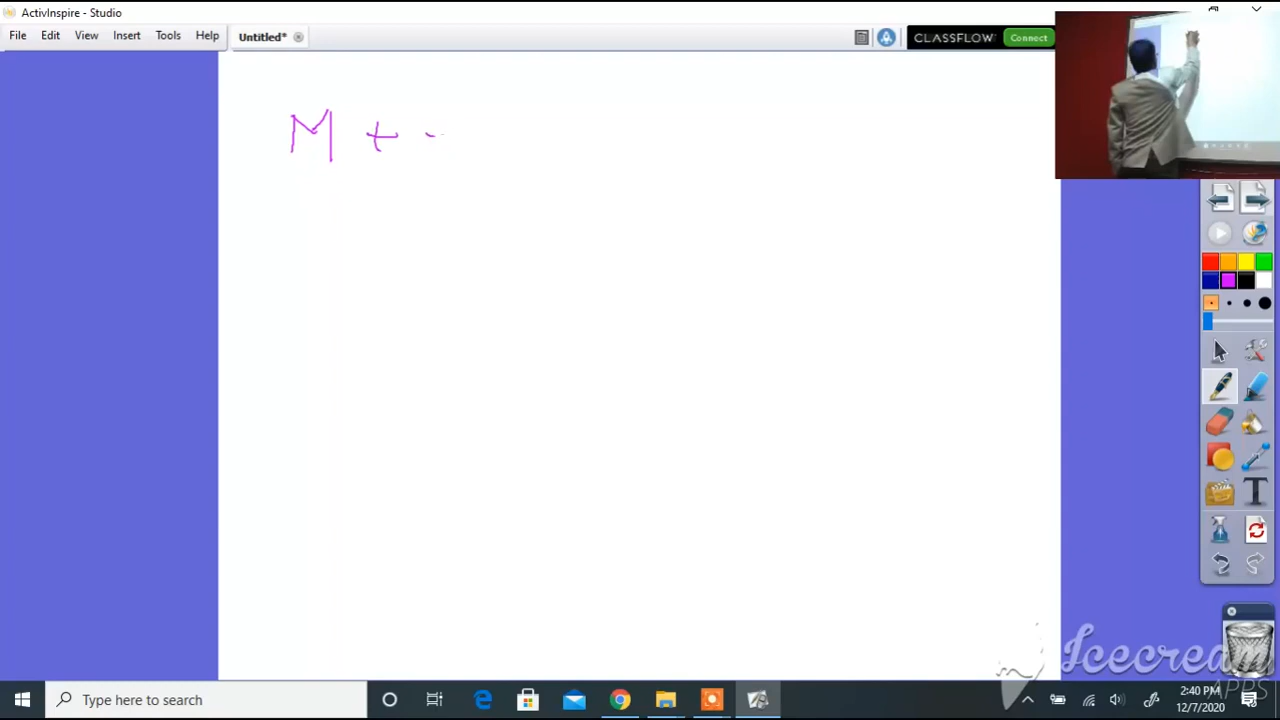 ActivInspire - Studio
File Edit View Insert Tools Help Untitled* CLASSFLOW Connect
M +
T
Icecream
APPS
Type here to search
2:40 PM
12/7/2020